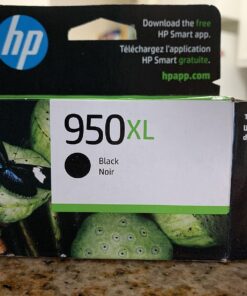 hp
Download the free
HP Smart app.
Téléchargez l'application
HP Smart gratuite.
hpapp.com
950XL
Black
Noir